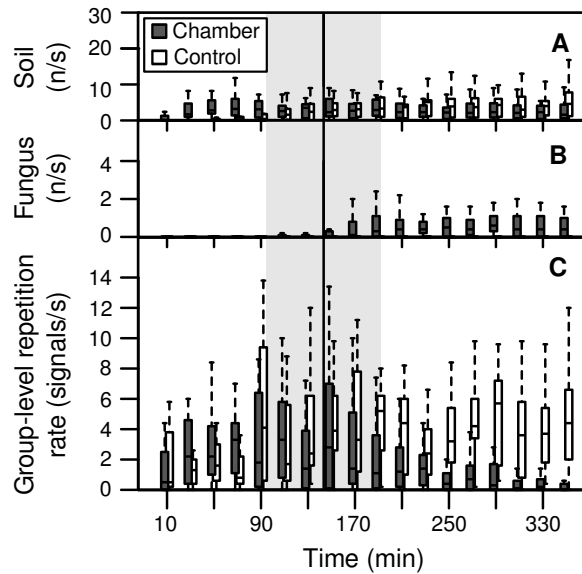 30
20
10
0
Soil
(n/s)
Chamber
Control
A
4
2
0
Fungus
(n/s)
B
14
12
10
8
6
4
2
0
Group-level repetition
rate (signals/s)
C
10 90 170 250 330
Time (min)